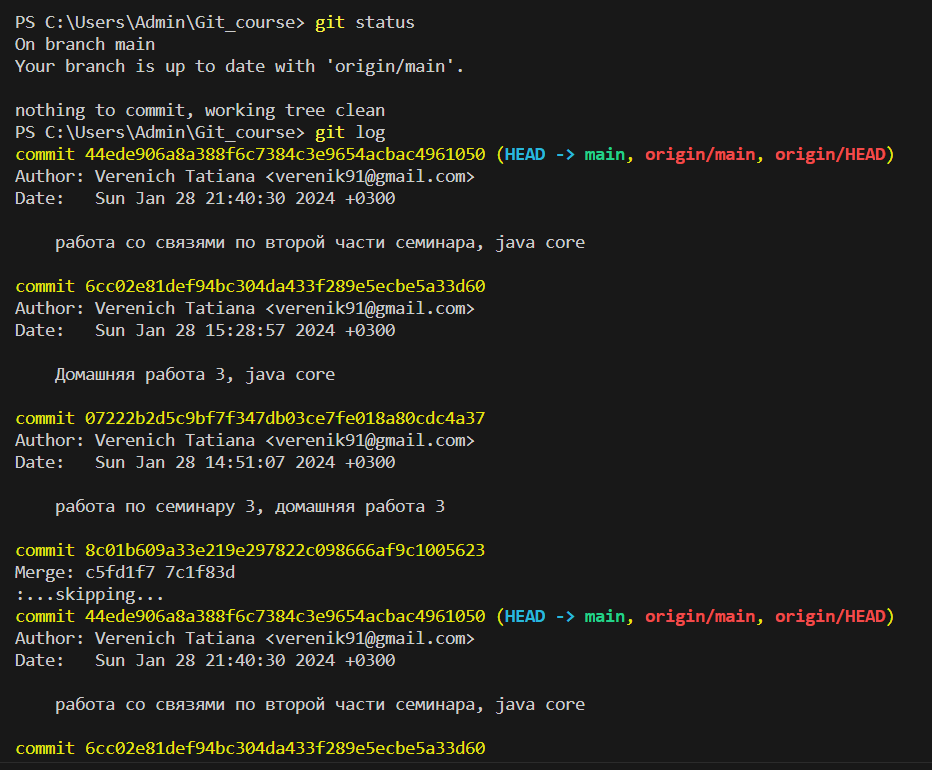 PS C:\Users\Admin\Git_course> git status
On branch main
Your branch is up to date with 'origin/main'.
nothing to commit, working tree clean
PS C:\Users\Admin\Git_course> git log
commit 44ede906a8a388f6c7384c3e9654acbac4961050 (HEAD -> main, origin/main, origin/HEAD)
Author: Verenich Tatiana <verenik91@gmail.com>
Date:   Sun Jan 28 21:40:30 2024 +0300
работа со связями по второй части семинара, java core
commit 6cc02e81def94bc304da433f289e5ecbe5a33d60
Author: Verenich Tatiana <verenik91@gmail.com>
Date:   Sun Jan 28 15:28:57 2024 +0300
Домашняя работа 3, java core
commit 07222b2d5c9bf7f347db03ce7fe018a80cdc4a37
Author: Verenich Tatiana <verenik91@gmail.com>
Date:   Sun Jan 28 14:51:07 2024 +0300
работа по семинару 3, домашняя работа 3
commit 8c01b609a33e219e297822c098666af9c1005623
Merge: c5fd1f7 7c1f83d
:...skipping...
commit 44ede906a8a388f6c7384c3e9654acbac4961050 (HEAD -> main, origin/main, origin/HEAD)
Author: Verenich Tatiana <verenik91@gmail.com>
Date:   Sun Jan 28 21:40:30 2024 +0300
работа со связями по второй части семинара, java core
commit 6cc02e81def94bc304da433f289e5ecbe5a33d60